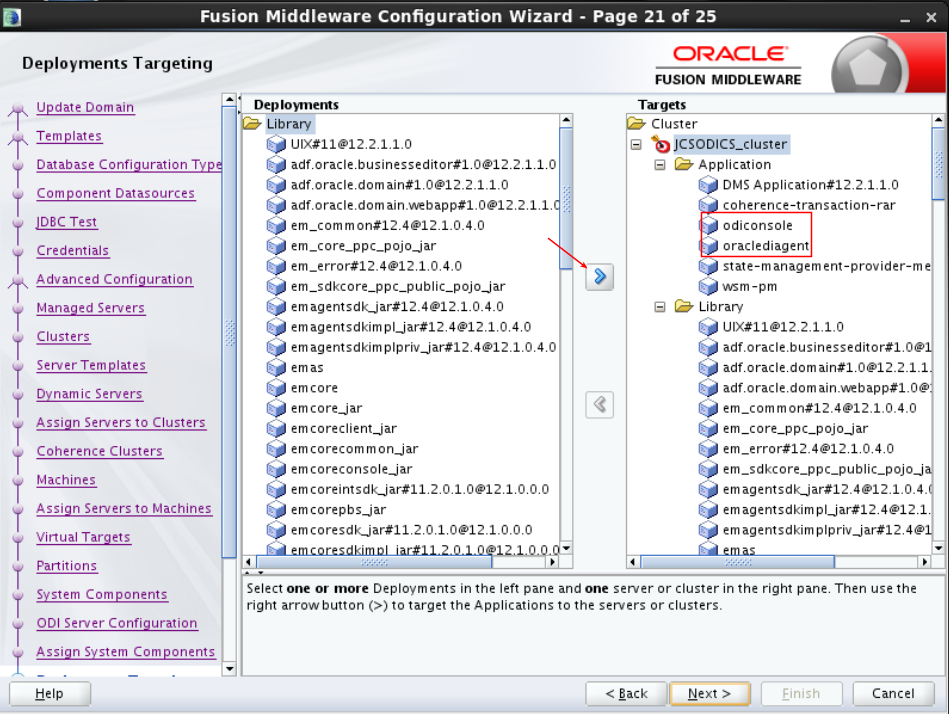 Fusion Middleware Configuration Wizard - Page 21 of 25
Deployments Targeting
ORACLE
FUSION MIDDLEWARE
Update Domain
Templates
Database Configuration Type
Component Datasources
JDBC Test
Credentials
Advanced Configuration
Managed Servers
Clusters
Server Templates
Dynamic Servers
Assign Servers to Clusters
Coherence Clusters
Machines
Assign Servers to Machines
Virtual Targets
Partitions
System Components
ODI Server Configuration
Assign System Components
Deployments
Library
UIX#11@12.2.1.1.0
adf.oracle.businesseditor#1.0@12.2.1.1.0
adf.oracle.domain#1.0@12.2.1.1.0
adf.oracle.domain.webapp#1.0@12.2.1.1.0
em_common#12.4@12.1.0.4.0
em_core_ppc_pojo_jar
em_error#12.4@12.1.0.4.0
em_sdkcore_ppc_public_pojo_jar
emagentsdk_jar#12.4@12.1.0.4.0
emagentsdkimpl_jar#12.4@12.1.0.4.0
emagentsdkimplpriv_jar#12.4@12.1.0.4.0
emas
emcore
emcore_jar
emcoreclient_jar
emcorecommon_jar
emcoreconsole_jar
emcoreintsdk_jar#11.2.0.1.0@12.1.0.0.0
emcorepbs_jar
emcoresdk_jar#11.2.0.1.0@12.1.0.0.0
emcoresdkimpl_jar#11.2.0.1.0@12.1.0.0.0
Targets
Cluster
JCSODICS_cluster
Application
DMS Application#12.2.1.1.0
coherence-transaction-rar
odiconsole
oraclediagent
state-management-provider-me
wsm-pm
Library
UIX#11@12.2.1.1.0
adf.oracle.businesseditor#1.0@1
adf.oracle.domain#1.0@12.2.1.1.
adf.oracle.domain.webapp#1.0@
em_common#12.4@12.1.0.4.0
em_core_ppc_pojo_jar
em_error#12.4@12.1.0.4.0
em_sdkcore_ppc_public_pojo_ja
emagentsdk_jar#12.4@12.1.0.4.
emagentsdkimpl_jar#12.4@12.1.
emagentsdkimplpriv_jar#12.4@1
emas
Select one or more Deployments in the left pane and one server or cluster in the right pane. Then use the
right arrow button (>) to target the Applications to the servers or clusters.
Help
< Back
Next >
Finish
Cancel